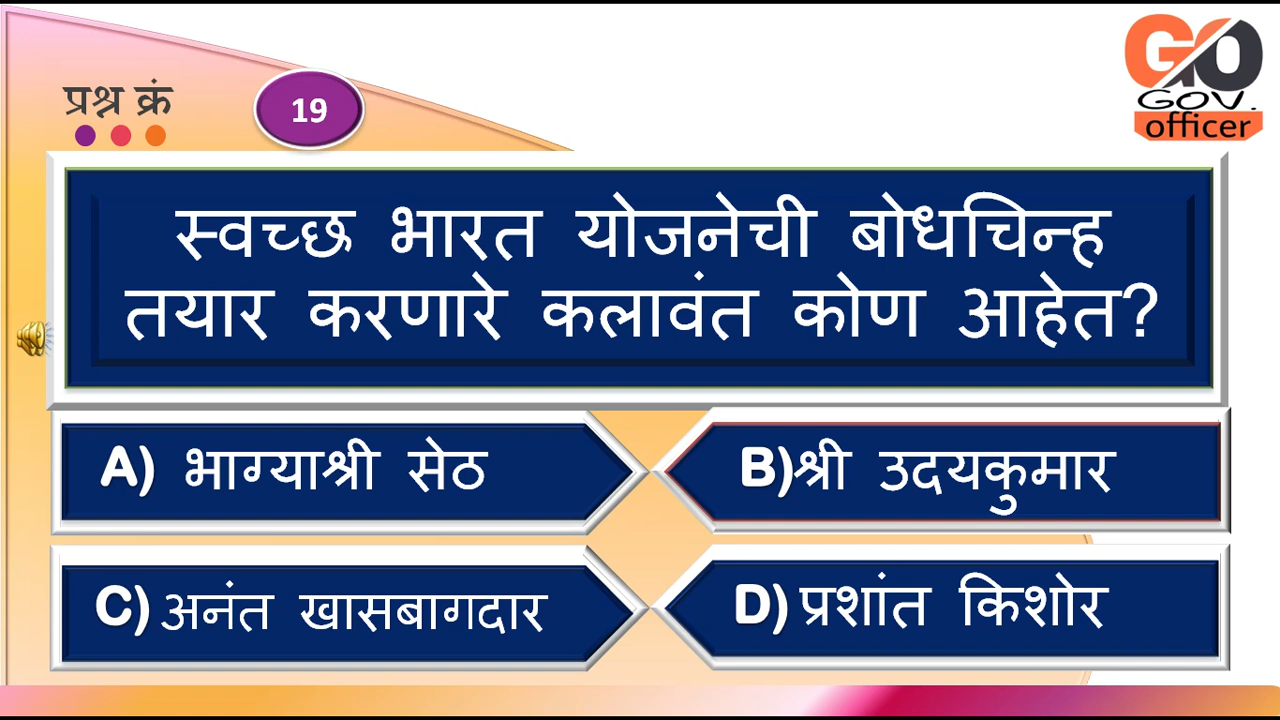 प्रश्न क्रं
19
GO
GOV.
officer
स्वच्छ भारत योजनेची बोधचिन्ह
तयार करणारे कलावंत कोण आहेत?
A) भाग्याश्री सेठ
B)श्री उदयकुमार
C) अनंत खासबागदार
D) प्रशांत किशोर